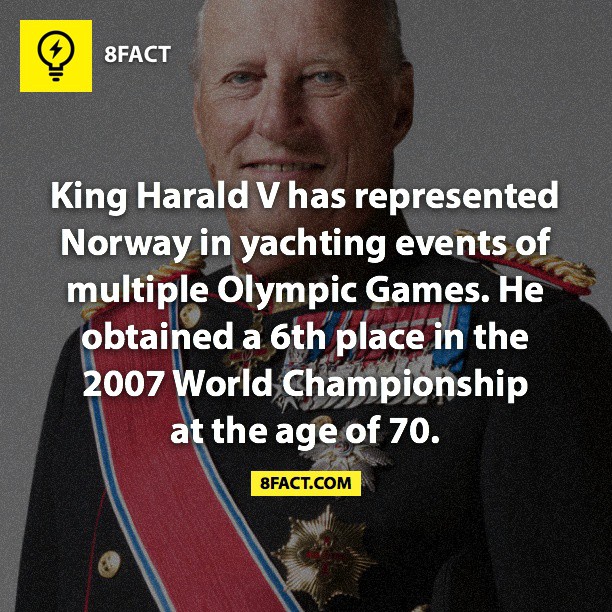 8FACT
King Harald V has represented
Norway in yachting events of
multiple Olympic Games. He
obtained a 6th place in the
2007 World Championship
at the age of 70.
8FACT.COM